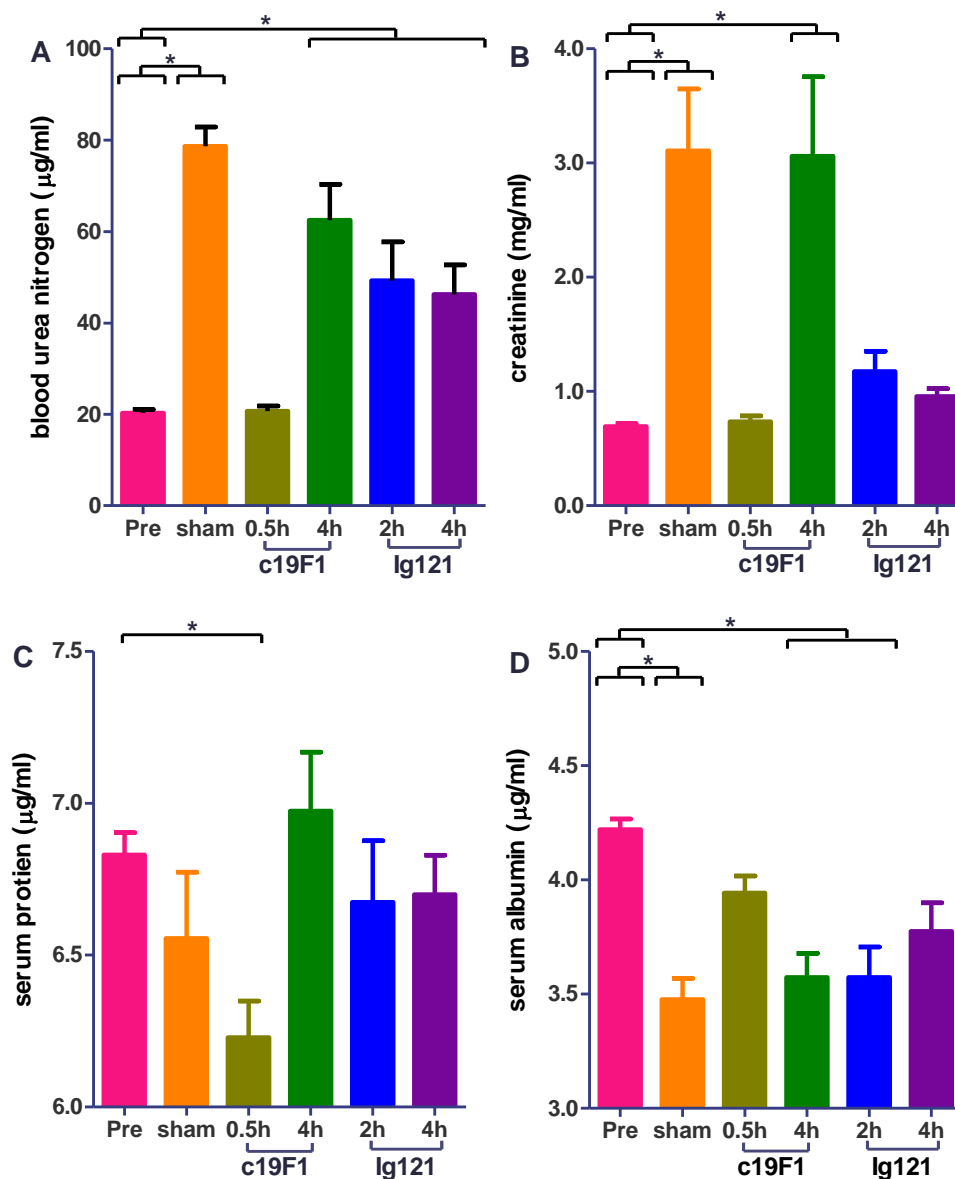 A
*
*
blood urea nitrogen (μg/ml)
100
80
60
40
20
0
Pre sham 0.5h 4h 2h 4h
c19F1 Ig121
B
*
*
creatinine (mg/ml)
4.0
3.0
2.0
1.0
0.0
Pre sham 0.5h 4h 2h 4h
c19F1 Ig121
C
*
serum protien (μg/ml)
7.5
7.0
6.5
6.0
Pre sham 0.5h 4h 2h 4h
c19F1 Ig121
D
*
*
serum albumin (μg/ml)
5.0
4.5
4.0
3.5
3.0
Pre sham 0.5h 4h 2h 4h
c19F1 Ig121